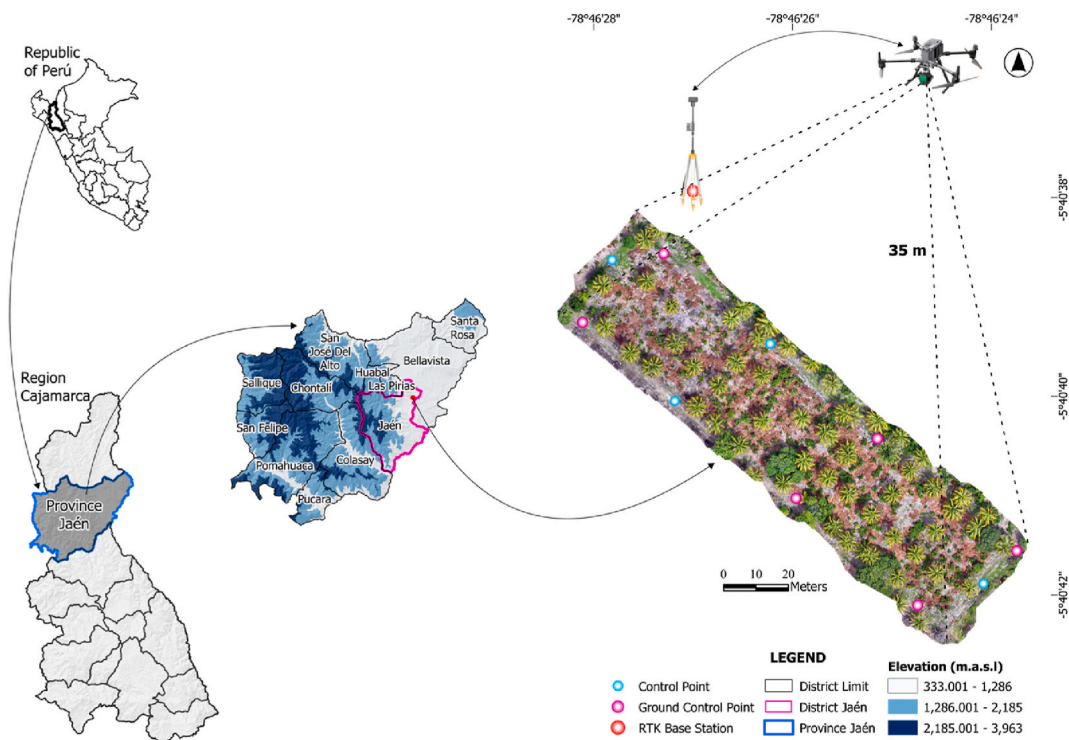 -78°46'28"
-78°46'26"
-78°46'24"
Republic
of Perú
-5°40'38"
35 m
Santa
Rosa
San
José Del
Alto
Bellavista
Huabal
Las Pirias
Sallique
Chontalí
Region
Cajamarca
-5°40'40"
San Felipe
Jaén
Colasay
Pomahuaca
Pucara
Province
Jaén
0 10 20
Meters
-5°40'42"
LEGEND
Control Point
Ground Control Point
RTK Base Station
District Limit
District Jaén
Province Jaén
Elevation (m.a.s.l)
333.001 - 1,286
1,286.001 - 2,185
2,185.001 - 3,963